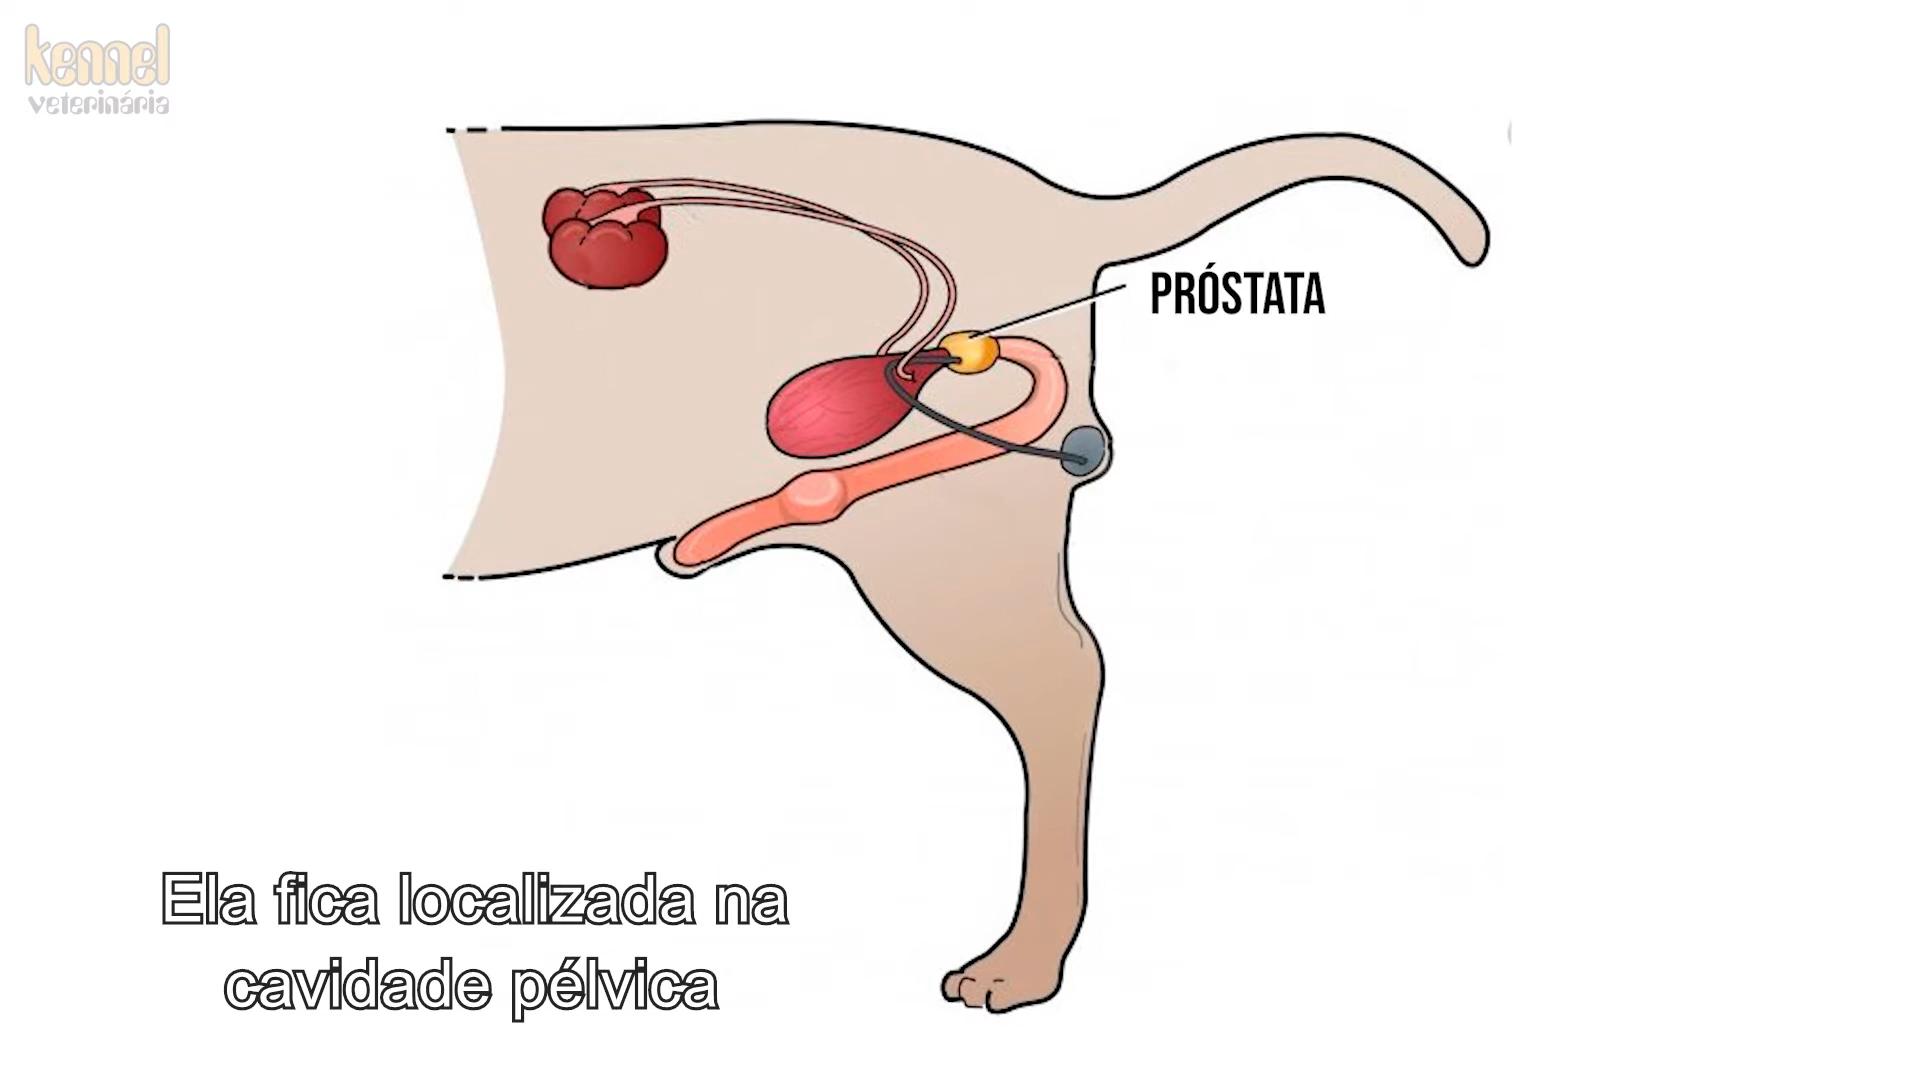 kennel
veterinária
PRÓSTATA
Ela fica localizada na
cavidade pélvica